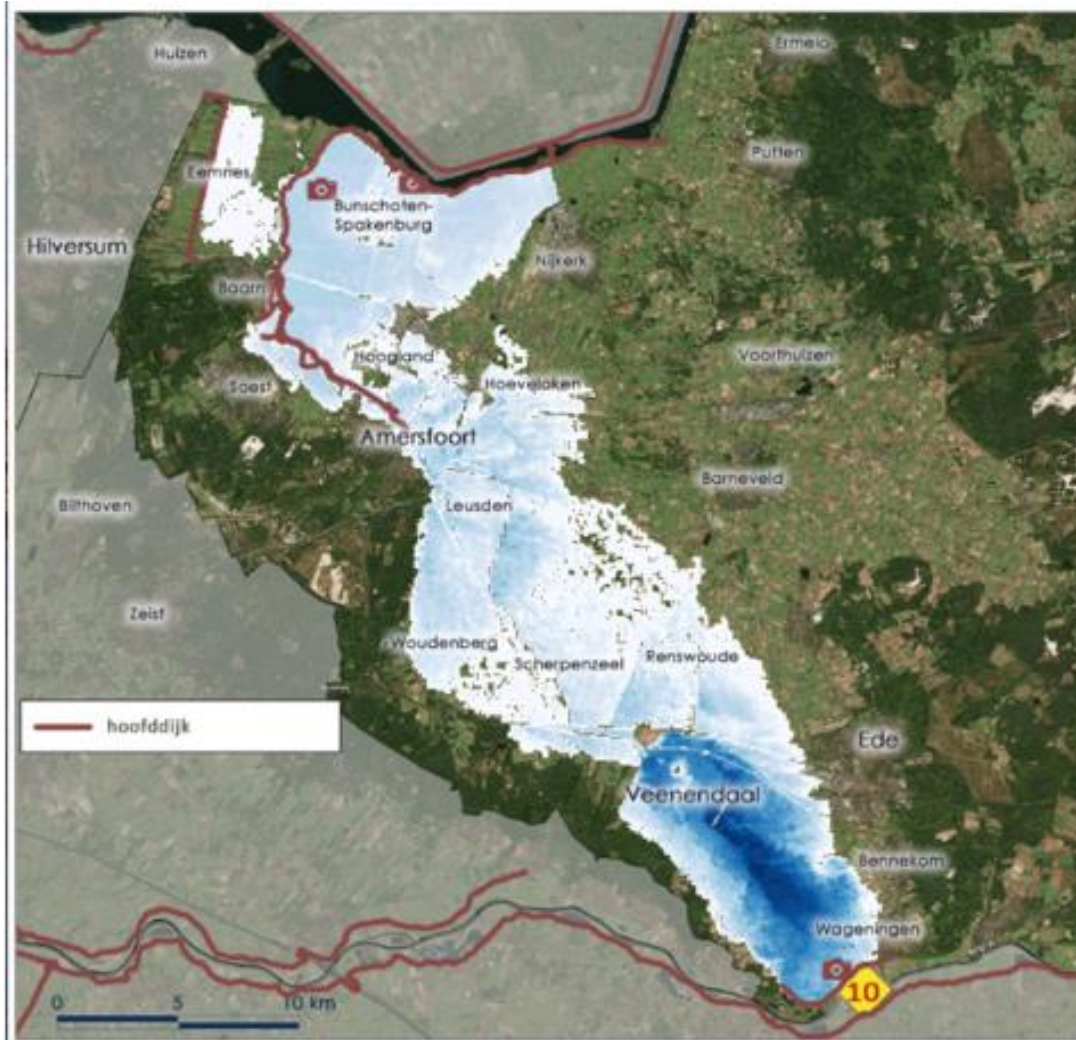 Huizen
Ermelo
Putten
Eemnes
Bunschoten-
Spakenburg
Hilversum
Nijkerk
Baarn
Hoogland
Voorthuizen
Soest
Hoevelaken
Amersfoort
Barneveld
Leusden
Bilthoven
Zeist
Woudenberg
Scherpenzeel
Renswoude
hoofddijk
Ede
Veenendaal
Bennekom
Wageningen
10
0 5 10 km